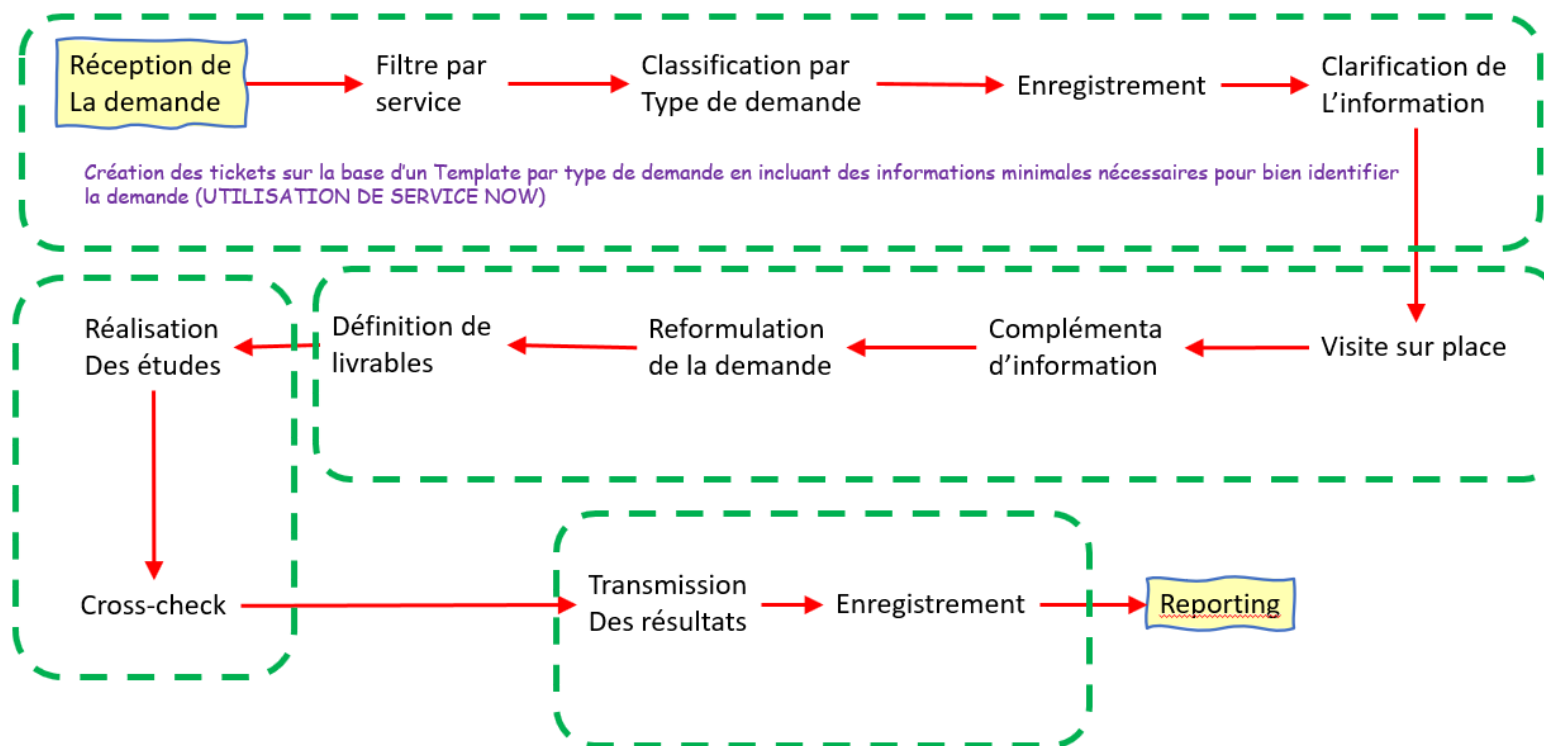 Réception de
La demande
Filtre par
service
Classification par
Type de demande
Enregistrement
Clarification de
L'information
Création des tickets sur la base d'un Template par type de demande en incluant des informations minimales nécessaires pour bien identifier
la demande (UTILISATION DE SERVICE NOW)
Réalisation
Des études
Définition de
livrables
Reformulation
de la demande
Complémenta
d'information
Visite sur place
Cross-check
Transmission
Des résultats
Enregistrement
Reporting